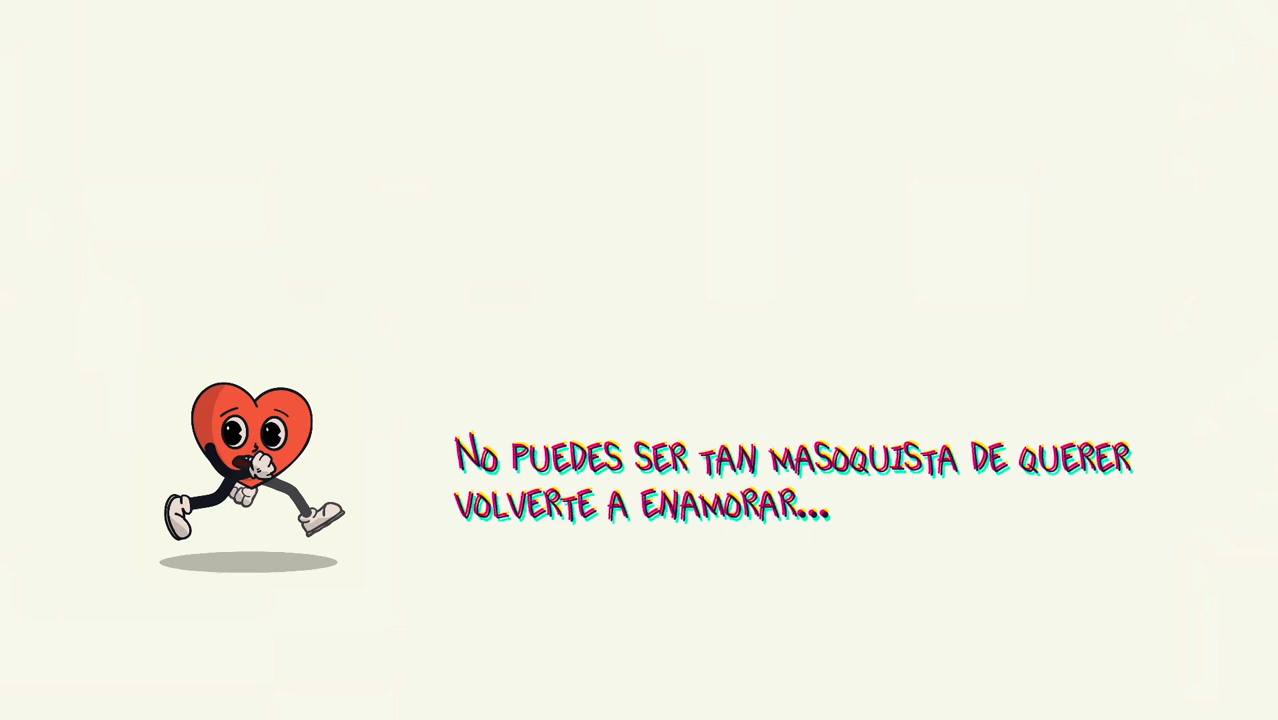 No puedes ser tan masoquista de querer
volverte a enamorar...